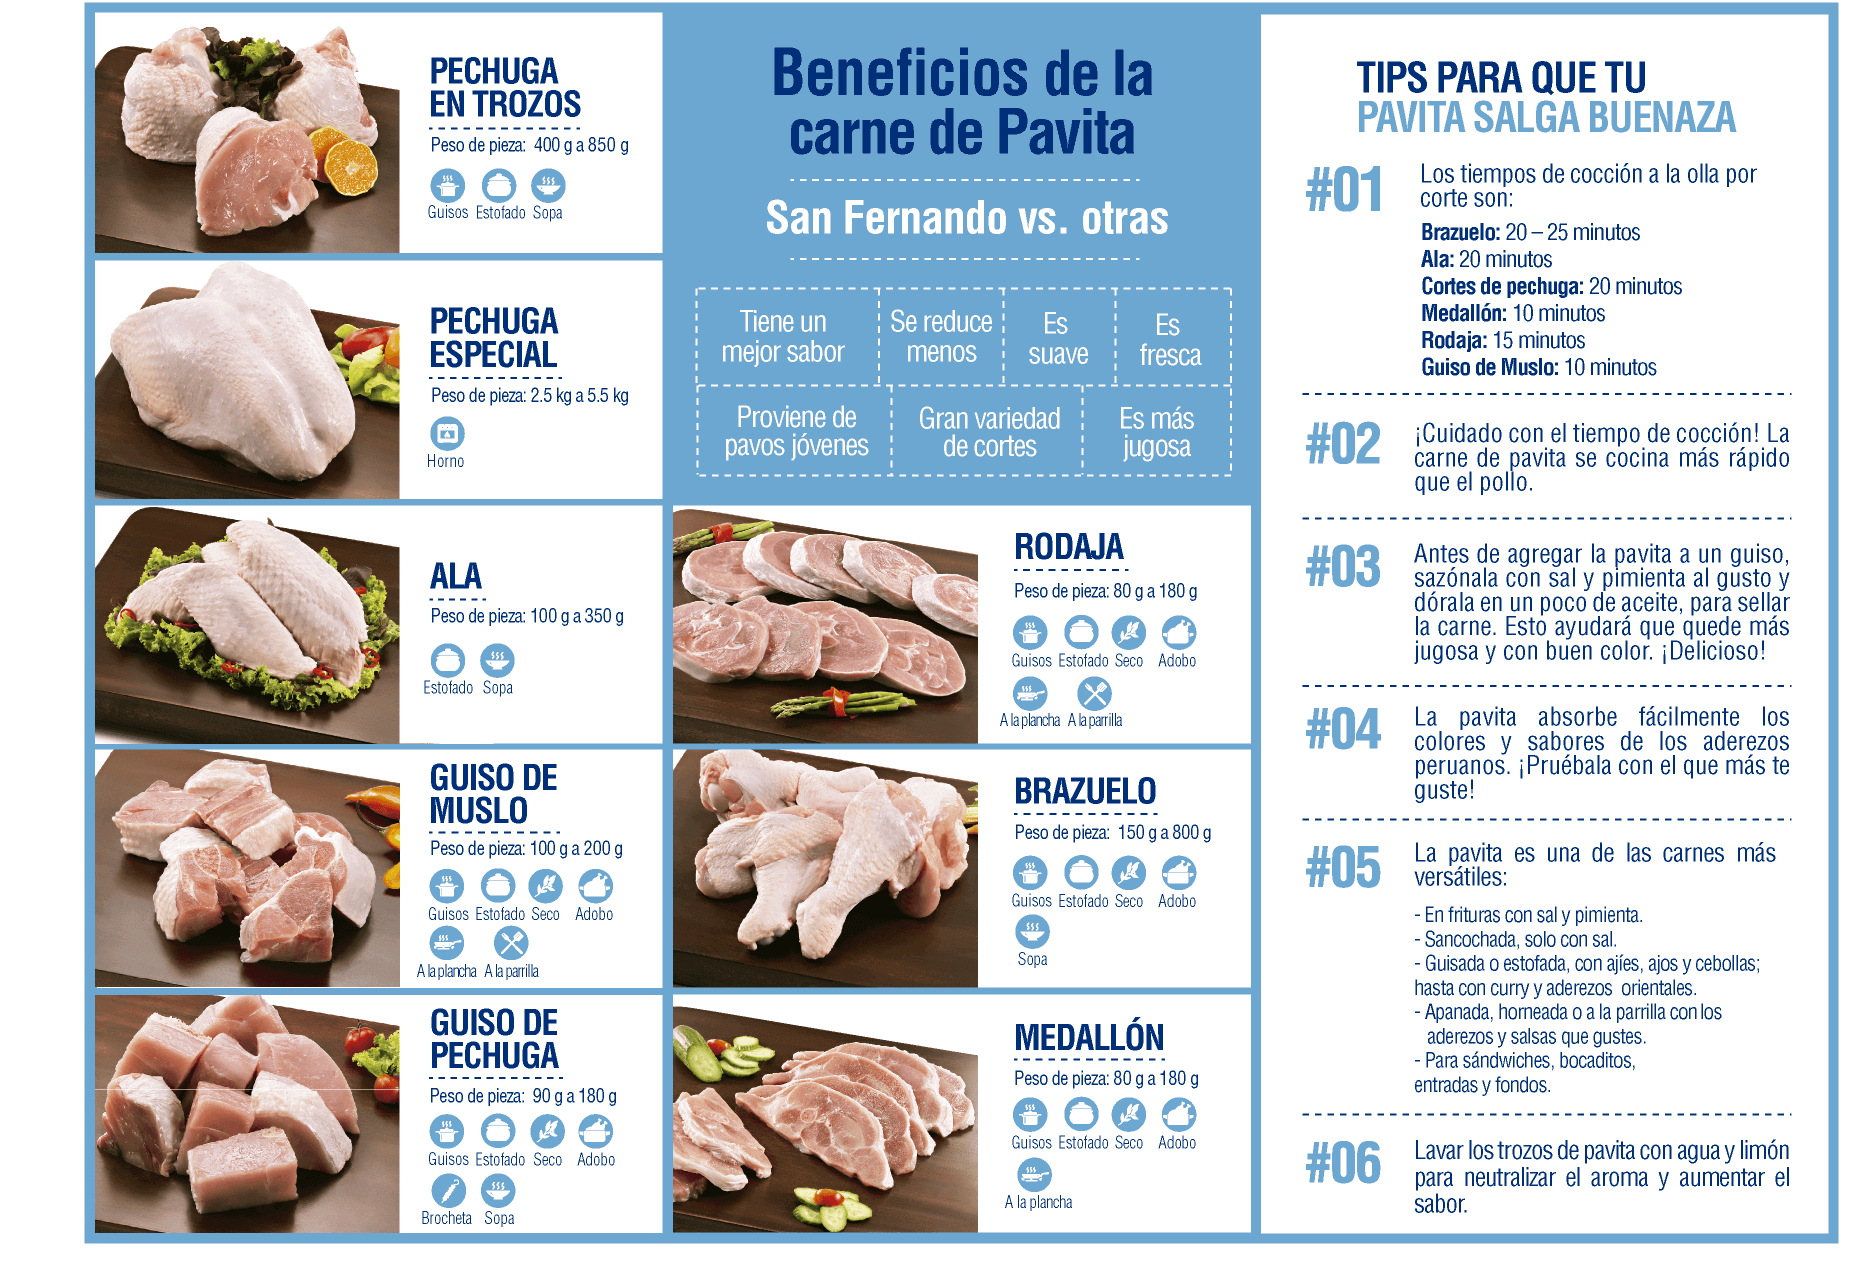 PECHUGA
EN TROZOS
Peso de pieza: 400 g a 850 g
Guisos Estofado Sopa
PECHUGA
ESPECIAL
Peso de pieza: 2.5 kg a 5.5 kg
Horno
ALA
Peso de pieza: 100 g a 350 g
Estofado Sopa
GUISO DE
MUSLO
Peso de pieza: 100 g a 200 g
Guisos Estofado Seco Adobo
A la plancha A la parrilla
GUISO DE
PECHUGA
Peso de pieza: 90 g a 180 g
Guisos Estofado Seco Adobo
Brocheta Sopa
Beneficios de la
carne de Pavita
San Fernando vs. otras
Tiene un
mejor sabor
Se reduce
menos
Es
suave
Es
fresca
Proviene de
pavos jóvenes
Gran variedad
de cortes
Es más
jugosa
RODAJA
Peso de pieza: 80 g a 180 g
Guisos Estofado Seco Adobo
A la plancha A la parrilla
BRAZUELO
Peso de pieza: 150 g a 800 g
Guisos Estofado Seco Adobo
Sopa
MEDALLÓN
Peso de pieza: 80 g a 180 g
Guisos Estofado Seco Adobo
A la plancha
TIPS PARA QUE TU
PAVITA SALGA BUENAZA
#01
Los tiempos de cocción a la olla por
corte son:
Brazuelo: 20 – 25 minutos
Ala: 20 minutos
Cortes de pechuga: 20 minutos
Medallón: 10 minutos
Rodaja: 15 minutos
Guiso de Muslo: 10 minutos
#02
¡Cuidado con el tiempo de cocción! La
carne de pavita se cocina más rápido
que el pollo.
#03
Antes de agregar la pavita a un guiso,
sazónala con sal y pimienta al gusto y
dórala en un poco de aceite, para sellar
la carne. Esto ayudará que quede más
jugosa y con buen color. ¡Delicioso!
#04
La pavita absorbe fácilmente los
colores y sabores de los aderezos
peruanos. ¡Pruébala con el que más te
guste!
#05
La pavita es una de las carnes más
versátiles:
- En frituras con sal y pimienta.
- Sancochada, solo con sal.
- Guisada o estofada, con ajíes, ajos y cebollas;
hasta con curry y aderezos orientales.
- Apanada, horneada o a la parrilla con los
aderezos y salsas que gustes.
- Para sándwiches, bocaditos,
entradas y fondos.
#06
Lavar los trozos de pavita con agua y limón
para neutralizar el aroma y aumentar el
sabor.